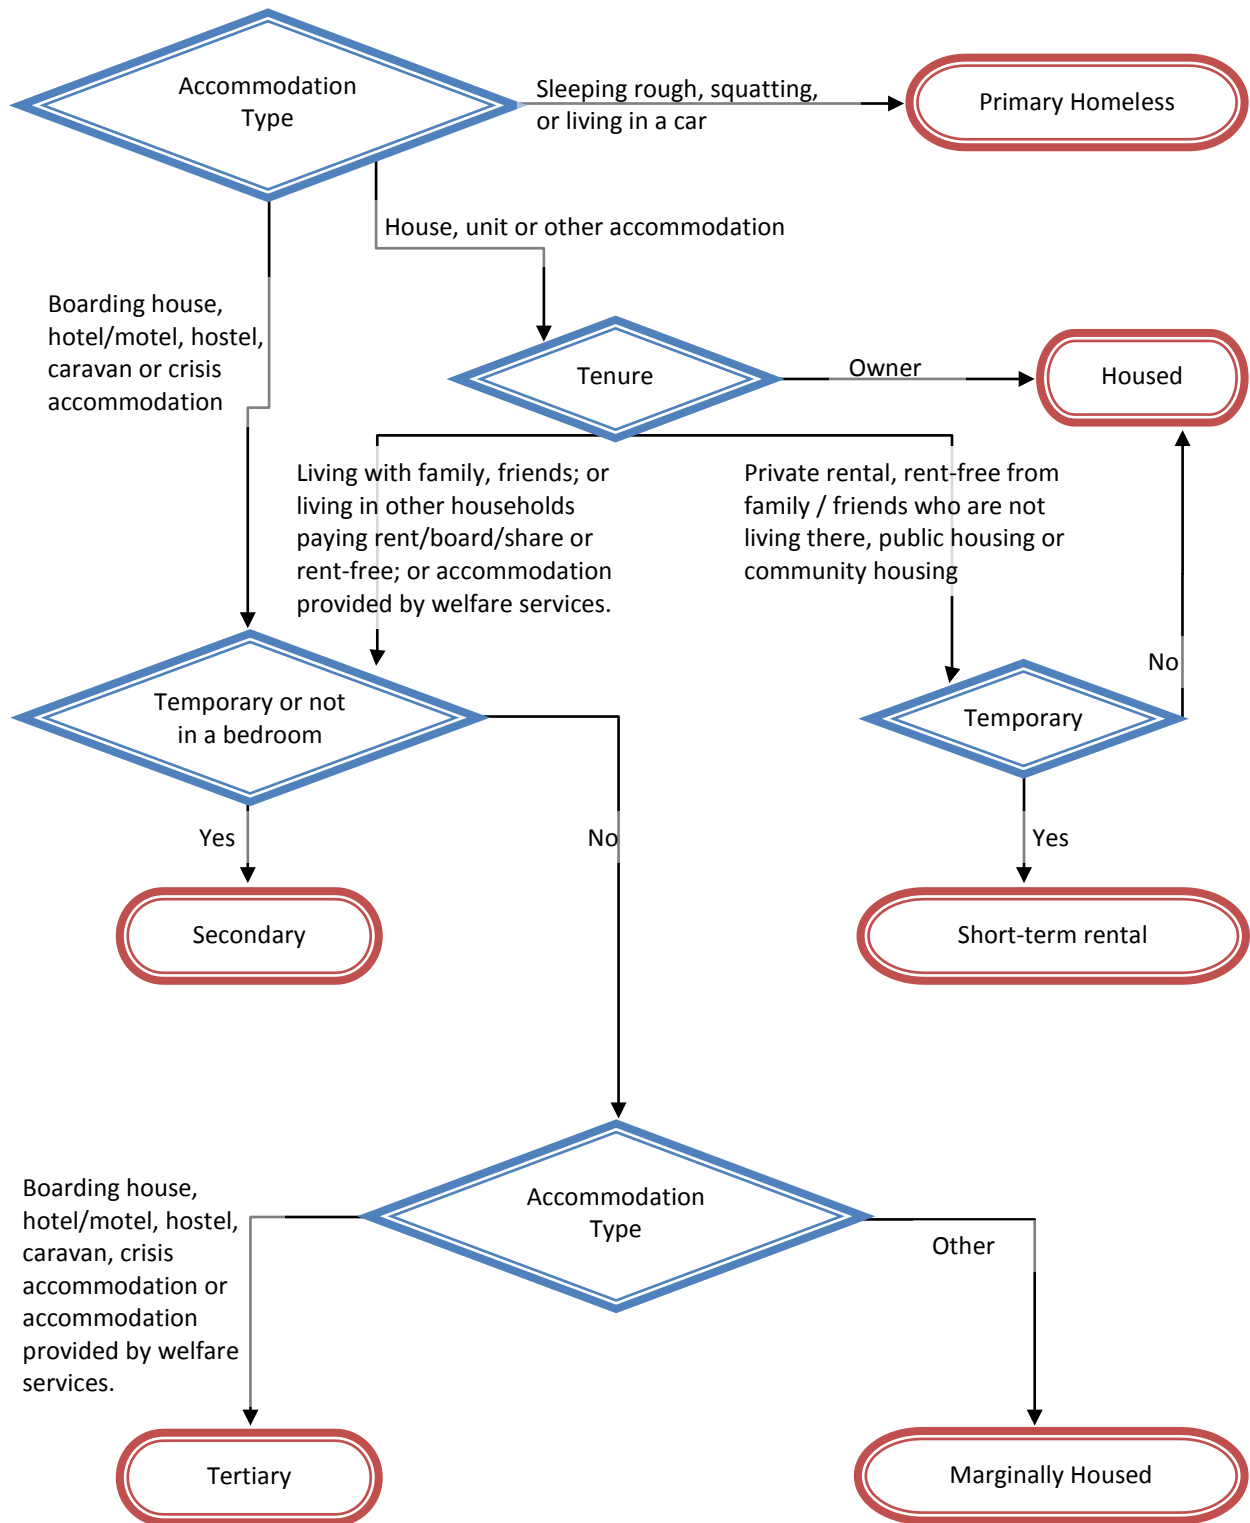 Accommodation
Type
Sleeping rough, squatting,
or living in a car
Primary Homeless
House, unit or other accommodation
Boarding house,
hotel/motel, hostel,
caravan or crisis
accommodation
Tenure
Owner
Housed
Living with family, friends; or
living in other households
paying rent/board/share or
rent-free; or accommodation
provided by welfare services.
Private rental, rent-free from
family / friends who are not
living there, public housing or
community housing
No
Temporary or not
in a bedroom
Temporary
Yes
No
Yes
Secondary
Short-term rental
Boarding house,
hotel/motel, hostel,
caravan, crisis
accommodation or
accommodation
provided by welfare
services.
Accommodation
Type
Other
Tertiary
Marginally Housed